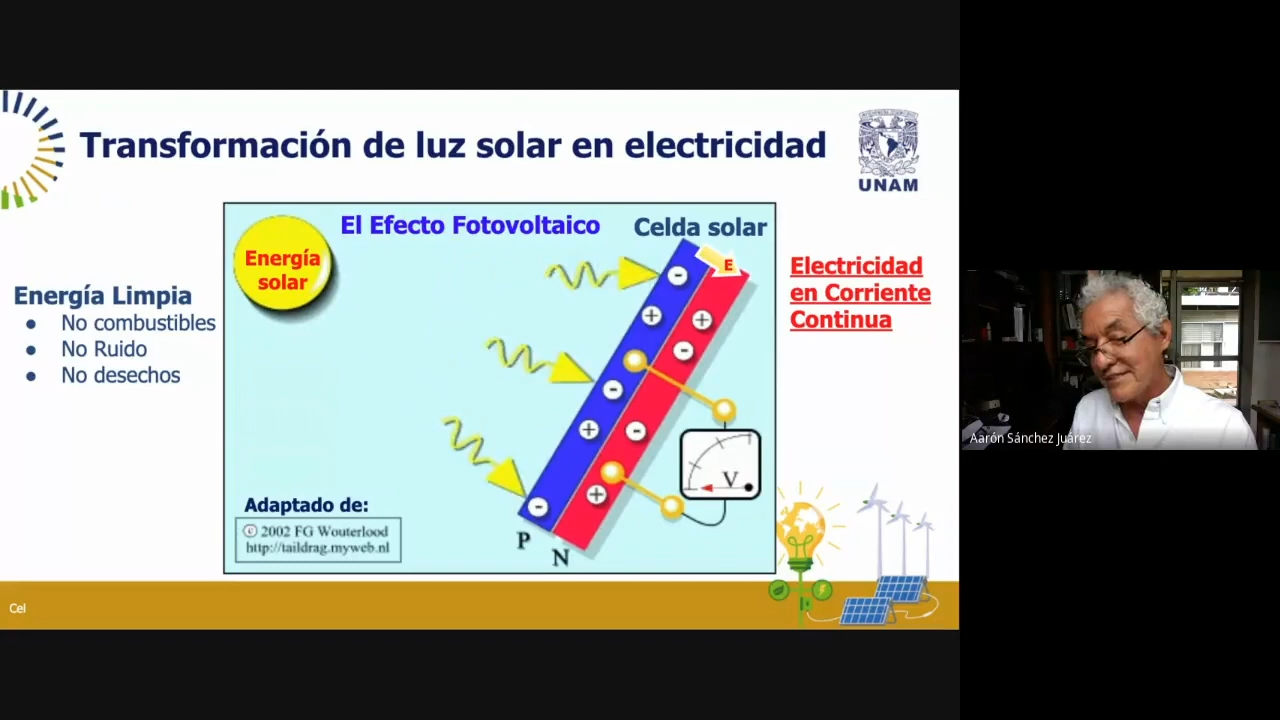 Transformación de luz solar en electricidad
UNAM
El Efecto Fotovoltaico
Celda solar
Energía
solar
E
Electricidad
en Corriente
Continua
Energía Limpia
● No combustibles
● No Ruido
● No desechos
V
Adaptado de:
© 2002 FG Wouterlood
http://taildrag.myweb.nl
P
N
Cel
Aarón Sánchez Juárez